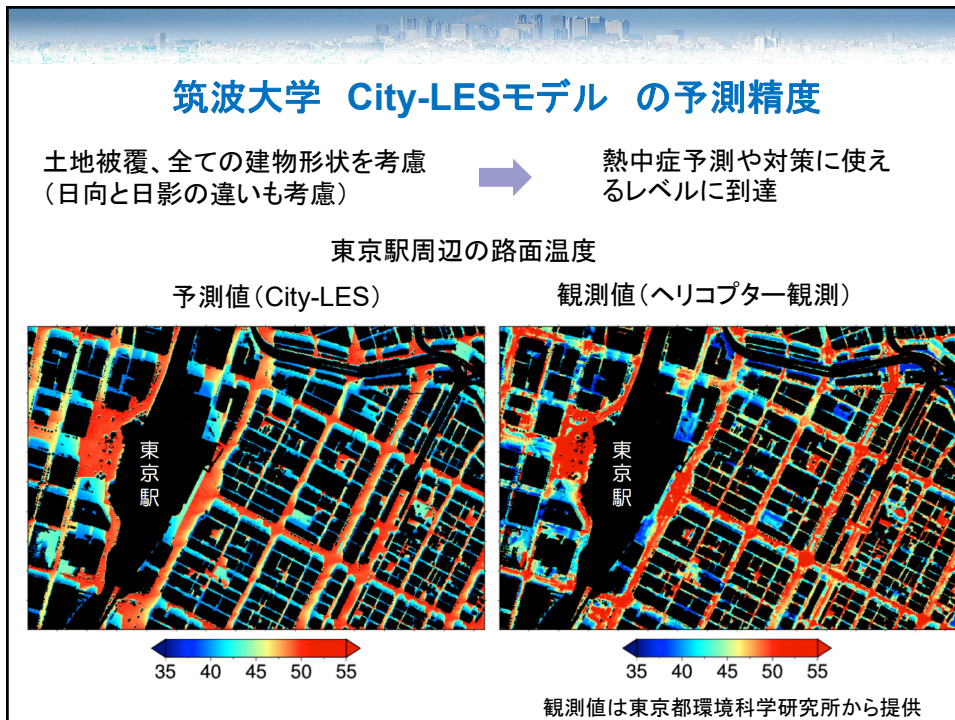 筑波大学　City-LESモデル　の予測精度
土地被覆、全ての建物形状を考慮
（日向と日影の違いも考慮）
熱中症予測や対策に使え
るレベルに到達
東京駅周辺の路面温度
予測値（City-LES）
観測値（ヘリコプター観測）
東京駅
東京駅
35 40 45 50 55
35 40 45 50 55
観測値は東京都環境科学研究所から提供